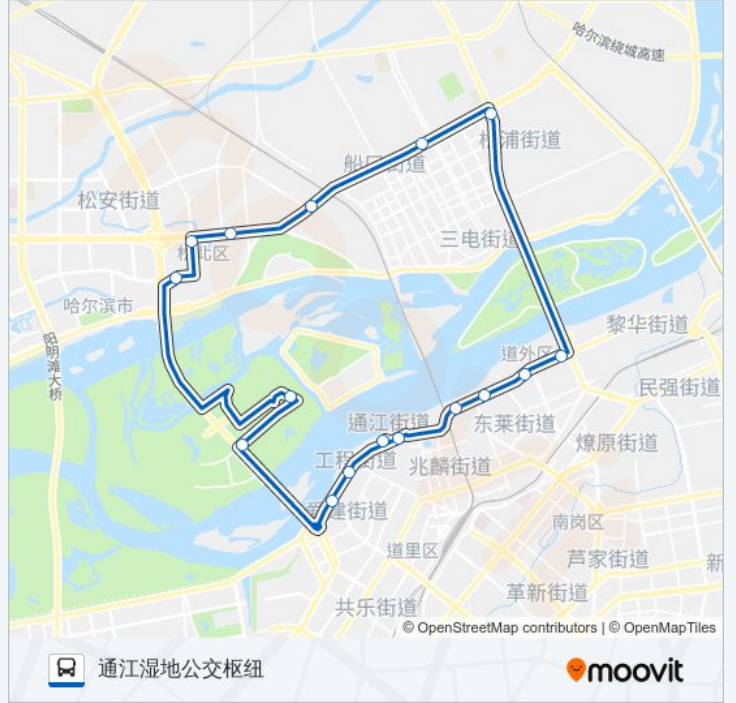 哈尔滨绕城高速
松浦街道
船口街道
松安街道
三电街道
松北区
哈尔滨市
黎华街道
阳明滩大桥
道外区
民强街道
通江街道
东莱街道
燎原街道
工程街道
兆麟街道
爱建街道
南岗区
道里区
芦家街道
新
革新街道
共乐街道
© OpenStreetMap contributors | © OpenMapTiles
通江湿地公交枢纽
moovit